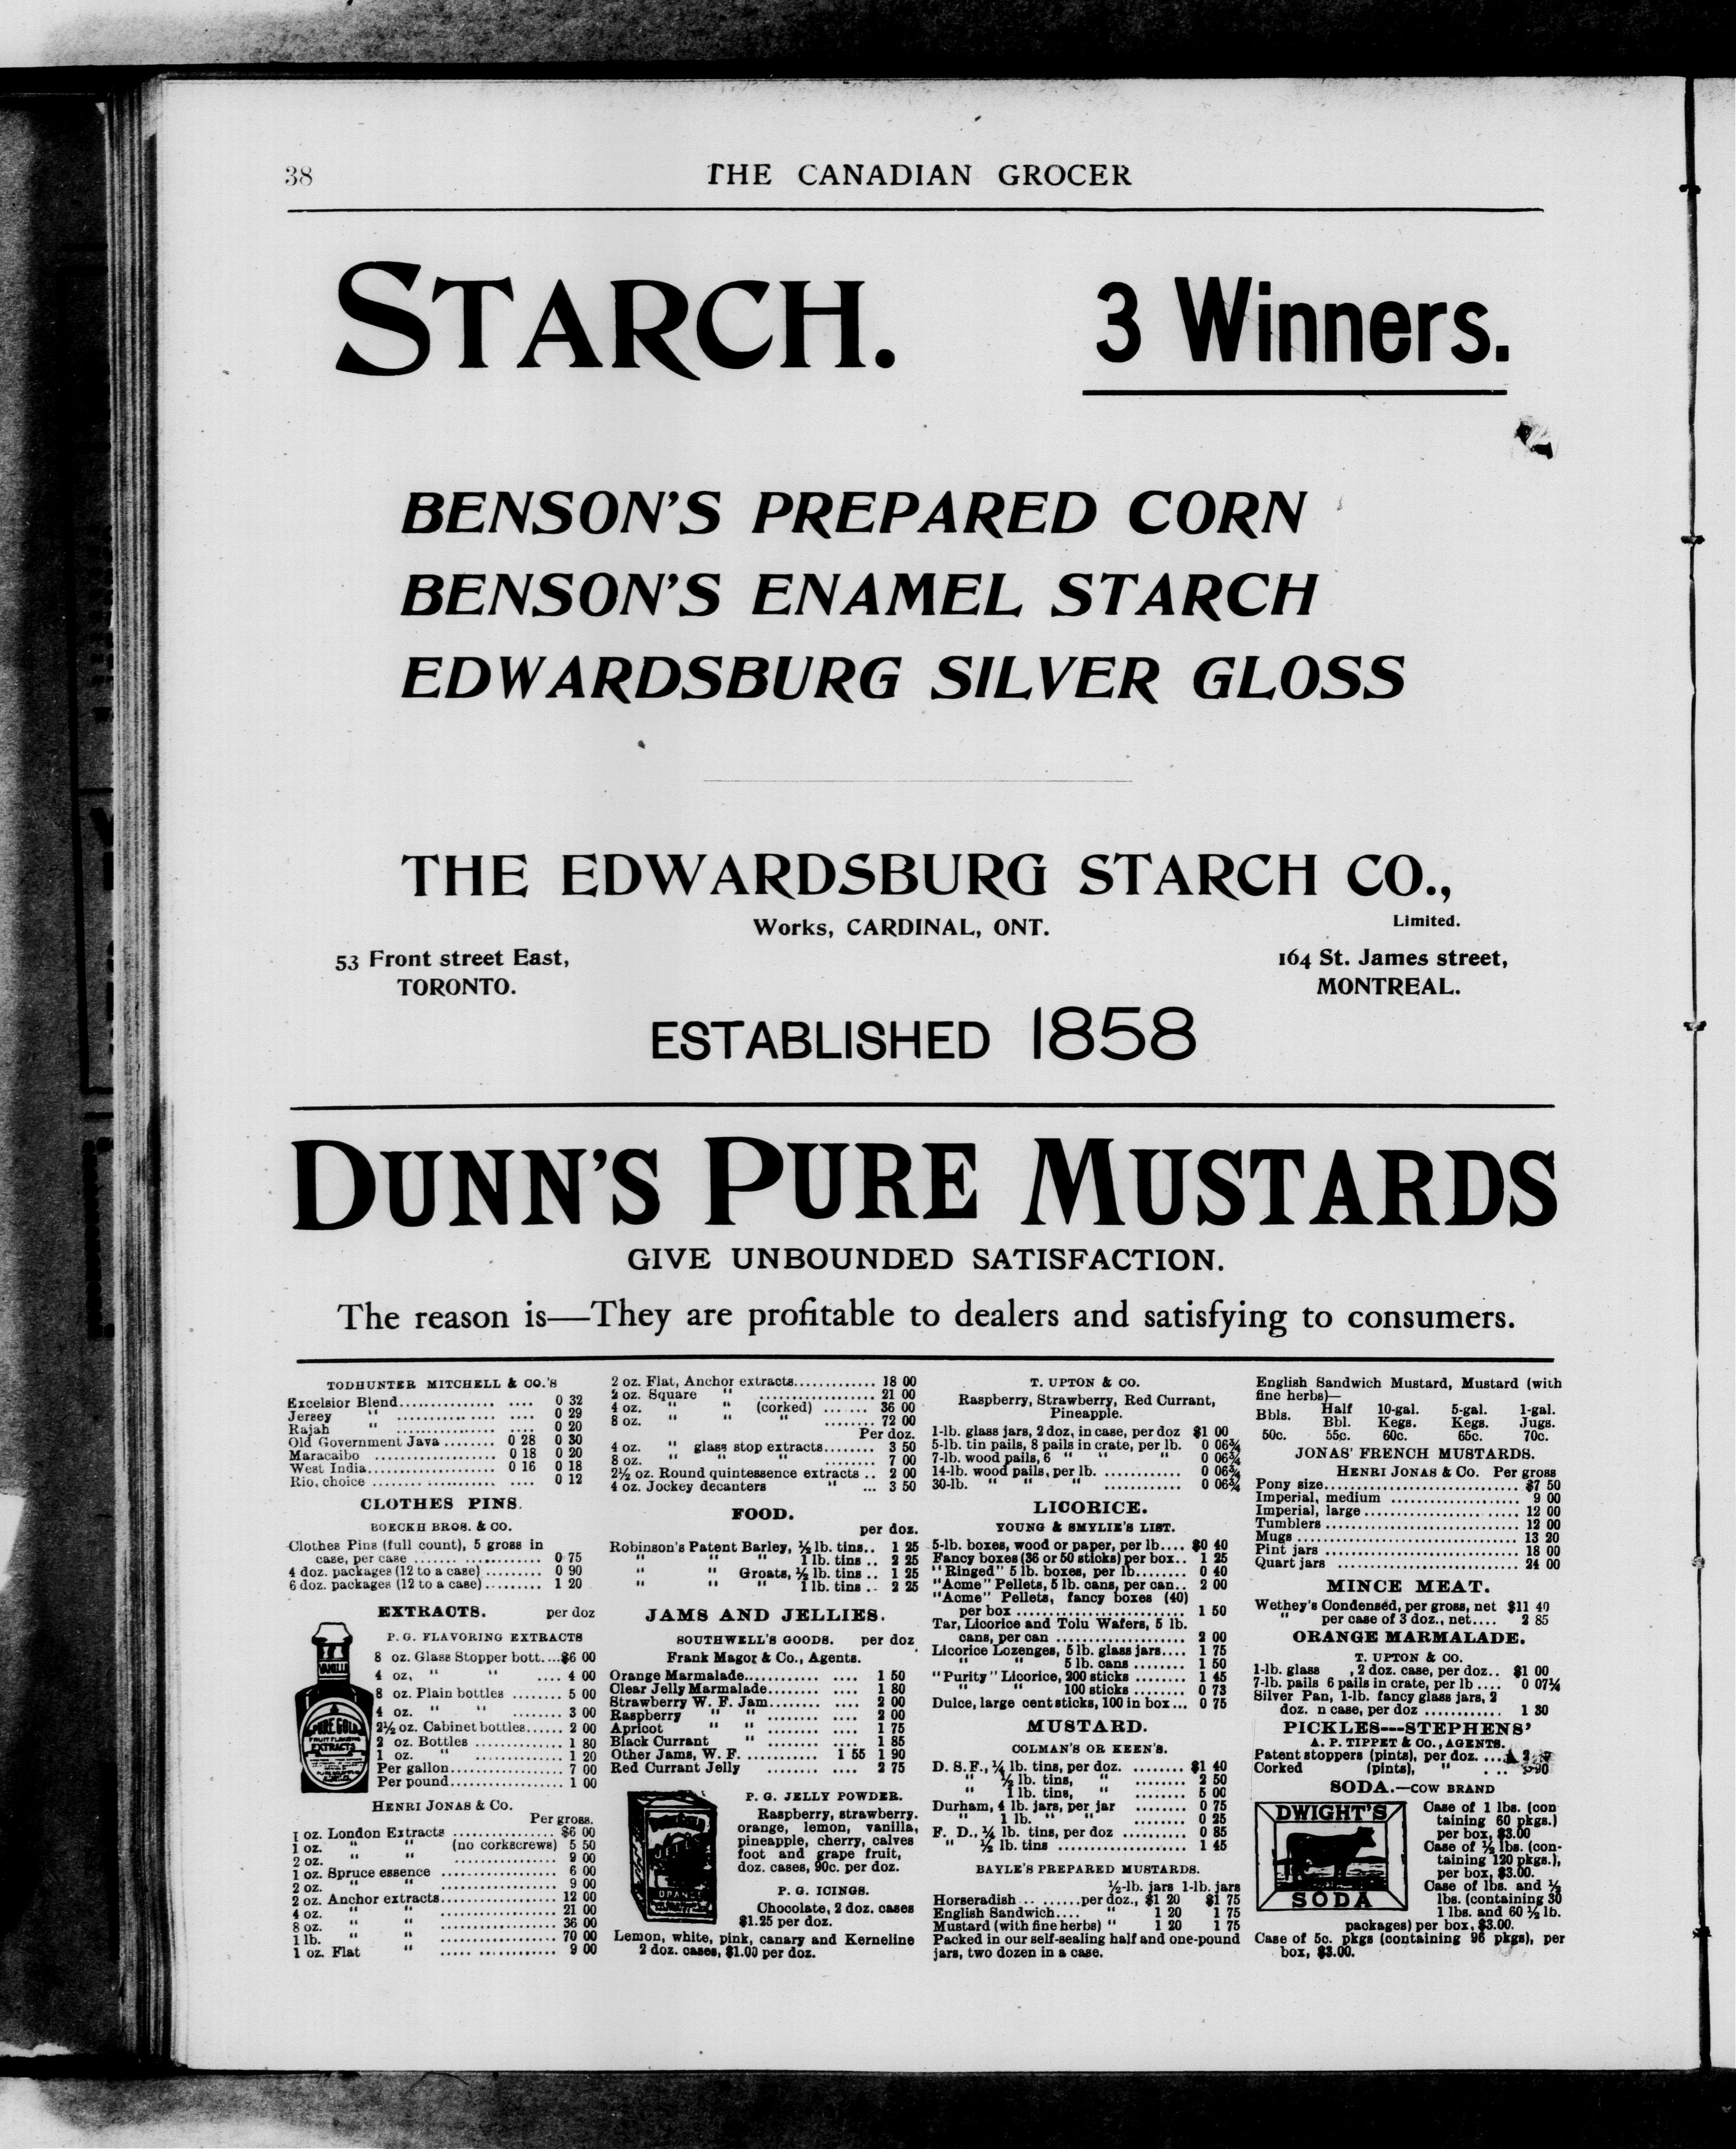 38
THE CANADIAN GROCER
STARCH.
3 Winners.
BENSON'S PREPARED CORN
BENSON'S ENAMEL STARCH
EDWARDSBURG SILVER GLOSS
THE EDWARDSBURG STARCH CO.,
Limited.
Works, CARDINAL, ONT.
53 Front street East,
TORONTO.
164 St. James street,
MONTREAL.
ESTABLISHED 1858
DUNN'S PURE MUSTARDS
GIVE UNBOUNDED SATISFACTION.
The reason is—They are profitable to dealers and satisfying to consumers.
TODHUNTER MITCHELL & CO.'S
Excelsior Blend.............. .... 0 32
Jersey " ............. .... 0 29
Rajah " ............... .... 0 20
Old Government Java ........ 0 28 0 30
Maracaibo .................. 0 18 0 20
West India.................. 0 16 0 18
Rio, choice ................ .... 0 12
CLOTHES PINS.
BOECKH BROS. & CO.
Clothes Pins (full count), 5 gross in
case, per case .................. 0 75
4 doz. packages (12 to a case) ......... 0 90
6 doz. packages (12 to a case)......... 1 20
EXTRACTS. per doz
P. G. FLAVORING EXTRACTS
8 oz. Glass Stopper bott....$6 00
4 oz, " " .... 4 00
8 oz. Plain bottles ........ 5 00
4 oz. " " ........ 3 00
2½ oz. Cabinet bottles...... 2 00
2 oz. Bottles ............. 1 80
1 oz. " ............. 1 20
Per gallon.................. 7 00
Per pound.................. 1 00
VANILLA
PURE GOLD
EXTRACTS
HENRI JONAS & CO.
Per gross.
1 oz. London Extracts ............... $6 00
1 oz. " " (no corkscrews) 5 50
2 oz. " " ............... 9 00
1 oz. Spruce essence ................. 6 00
2 oz. " " ................. 9 00
2 oz. Anchor extracts................. 12 00
4 oz. " " ................. 21 00
8 oz. " " ................. 36 00
1 lb. " " ................. 70 00
1 oz. Flat " ................. 9 00
2 oz. Flat, Anchor extracts............ 18 00
2 oz. Square " ................. 21 00
4 oz. " " (corked) ....... 36 00
8 oz. " " " ........ 72 00
Per doz.
4 oz. " glass stop extracts........ 3 50
8 oz. " " " ........ 7 00
2½ oz. Round quintessence extracts .. 2 00
4 oz. Jockey decanters " ... 3 50
FOOD.
per doz.
Robinson's Patent Barley, ½ lb. tins.. 1 25
" " " 1 lb. tins .. 2 25
" " Groats, ½ lb. tins .. 1 25
" " " 1 lb. tins .. 2 25
JAMS AND JELLIES.
SOUTHWELL'S GOODS. per doz
Frank Magor & Co., Agents.
Orange Marmalade............ .... 1 50
Clear Jelly Marmalade........ .... 1 80
Strawberry W. F. Jam........ .... 2 00
Raspberry " " ........ .... 2 00
Apricot " " ........ .... 1 75
Black Currant " ........ .... 1 85
Other Jams, W. F. ........... 1 55 1 90
Red Currant Jelly ......... .... 2 75
P. G. JELLY POWDER.
Raspberry, strawberry.
orange, lemon, vanilla,
pineapple, cherry, calves
foot and grape fruit,
doz. cases, 90c. per doz.
ORANGE
P. G. ICINGS.
Chocolate, 2 doz. cases
$1.25 per doz.
Lemon, white, pink, canary and Kerneline
2 doz. cases, $1.00 per doz.
T. UPTON & CO.
Raspberry, Strawberry, Red Currant,
Pineapple.
1-lb. glass jars, 2 doz, in case, per doz $1 00
5-lb. tin pails, 8 pails in crate, per lb. 0 06¾
7-lb. wood pails, 6 " " " 0 06¾
14-lb. wood pails, per lb. ............ 0 06¾
30-lb. " " " ............ 0 06¾
LICORICE.
YOUNG & SMYLIE'S LIST.
5-lb. boxes, wood or paper, per lb.... $0 40
Fancy boxes (36 or 50 sticks) per box.. 1 25
"Ringed" 5 lb. boxes, per lb........ 0 40
"Acme" Pellets, 5 lb. cans, per can.. 2 00
"Acme" Pellets, fancy boxes (40)
per box .......................... 1 50
Tar, Licorice and Tolu Wafers, 5 lb.
cans, per can .................... 2 00
Licorice Lozenges, 5 lb. glass jars.... 1 75
" " 5 lb. cans ........ 1 50
"Purity" Licorice, 200 sticks ........ 1 45
" " 100 sticks ........ 0 73
Dulce, large cent sticks, 100 in box... 0 75
MUSTARD.
COLMAN'S OR KEEN'S.
D. S. F., ¼ lb. tins, per doz. ........ $1 40
" ½ lb. tins, " ........ 2 50
" 1 lb. tins, " ........ 5 00
Durham, 4 lb. jars, per jar ........ 0 75
" 1 lb. " " ........ 0 25
F. D., ¼ lb. tins, per doz .......... 0 85
" ½ lb. tins .................... 1 45
BAYLE'S PREPARED MUSTARDS.
½-lb. jars 1-lb. jars
Horseradish .. ......per doz., $1 20 $1 75
English Sandwich.... " 1 20 1 75
Mustard (with fine herbs) " 1 20 1 75
Packed in our self-sealing half and one-pound
jars, two dozen in a case.
English Sandwich Mustard, Mustard (with
fine herbs)—
Bbls. Half 10-gal. 5-gal. 1-gal.
Bbl. Kegs. Kegs. Jugs.
50c. 55c. 60c. 65c. 70c.
JONAS' FRENCH MUSTARDS.
HENRI JONAS & CO. Per gross
Pony size.............................. $7 50
Imperial, medium .................... 9 00
Imperial, large........................ 12 00
Tumblers .............................. 12 00
Mugs .................................. 13 20
Pint jars .............................. 18 00
Quart jars ............................ 24 00
MINCE MEAT.
Wethey's Condensed, per gross, net $11 40
" per case of 3 doz., net.... 2 85
ORANGE MARMALADE.
T. UPTON & CO.
1-lb. glass , 2 doz. case, per doz.. $1 00
7-lb. pails 6 pails in crate, per lb .... 0 07¼
Silver Pan, 1-lb. fancy glass jars, 2
doz. n case, per doz ............ 1 30
PICKLES---STEPHENS'
A. P. TIPPET & CO., AGENTS.
Patent stoppers (pints), per doz. ....
Corked (pints), " ...
SODA.—COW BRAND
DWIGHT'S
SODA
Case of 1 lbs. (con
taining 60 pkgs.)
per box, $3.00
Case of ½ lbs. (con-
taining 120 pkgs.),
per box, $3.00.
Case of lbs. and ½
lbs. (containing 30
1 lbs. and 60 ½ lb.
packages) per box, $3.00.
Case of 5c. pkgs (containing 96 pkgs), per
box, $3.00.